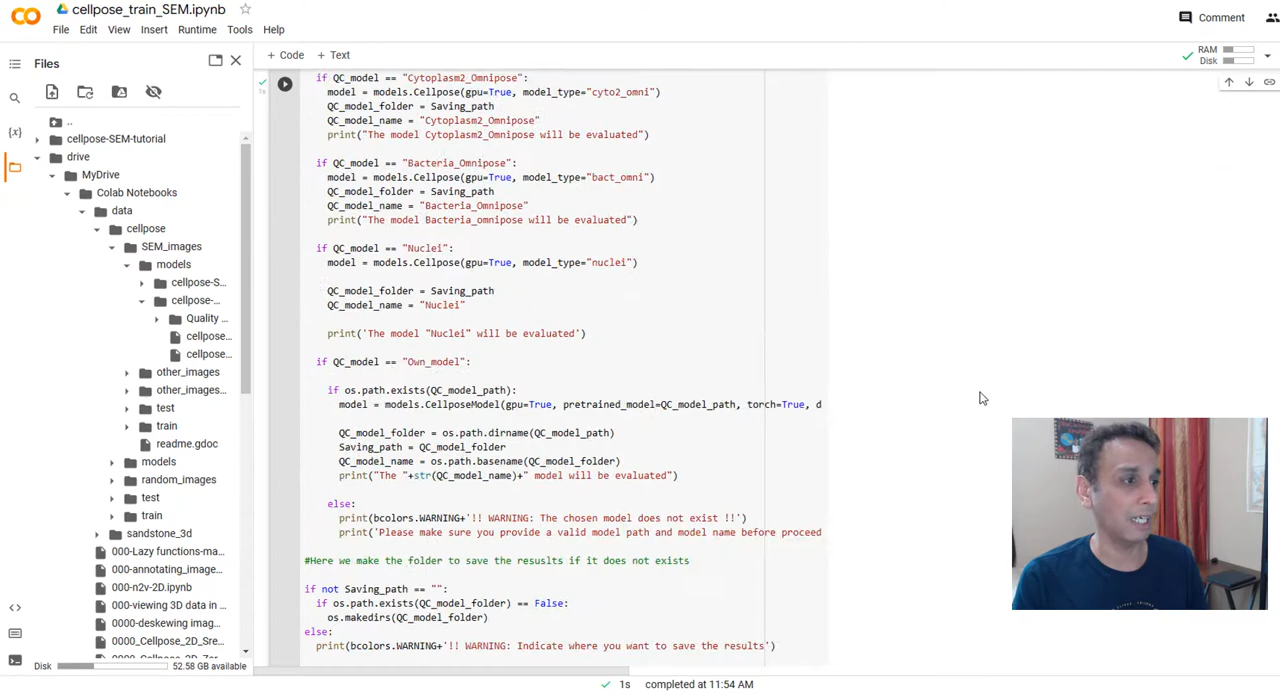 cellpose_train_SEM.ipynb
File Edit View Insert Runtime Tools Help
Comment
Files
+ Code + Text
RAM
Disk
..
cellpose-SEM-tutorial
drive
MyDrive
Colab Notebooks
data
cellpose
SEM_images
models
cellpose-S...
cellpose-...
Quality ...
cellpose...
cellpose...
other_images
other_images...
test
train
readme.gdoc
models
random_images
test
train
sandstone_3d
000-Lazy functions-ma...
000-annotating_image...
000-n2v-2D.ipynb
000-viewing 3D data in ...
0000-deskewing imag...
0000_Cellpose_2D_Sre...
Disk 52.58 GB available
1s
if QC_model == "Cytoplasm2_Omnipose":
model = models.Cellpose(gpu=True, model_type="cyto2_omni")
QC_model_folder = Saving_path
QC_model_name = "Cytoplasm2_Omnipose"
print("The model Cytoplasm2_Omnipose will be evaluated")
if QC_model == "Bacteria_Omnipose":
model = models.Cellpose(gpu=True, model_type="bact_omni")
QC_model_folder = Saving_path
QC_model_name = "Bacteria_Omnipose"
print("The model Bacteria_omnipose will be evaluated")
if QC_model == "Nuclei":
model = models.Cellpose(gpu=True, model_type="nuclei")
QC_model_folder = Saving_path
QC_model_name = "Nuclei"
print('The model "Nuclei" will be evaluated')
if QC_model == "Own_model":
if os.path.exists(QC_model_path):
model = models.CellposeModel(gpu=True, pretrained_model=QC_model_path, torch=True, d
QC_model_folder = os.path.dirname(QC_model_path)
Saving_path = QC_model_folder
QC_model_name = os.path.basename(QC_model_folder)
print("The "+str(QC_model_name)+" model will be evaluated")
else:
print(bcolors.WARNING+'!! WARNING: The chosen model does not exist !!')
print('Please make sure you provide a valid model path and model name before proceed
#Here we make the folder to save the resuslts if it does not exists
if not Saving_path == "":
if os.path.exists(QC_model_folder) == False:
os.makedirs(QC_model_folder)
else:
print(bcolors.WARNING+'!! WARNING: Indicate where you want to save the results')
1s completed at 11:54 AM